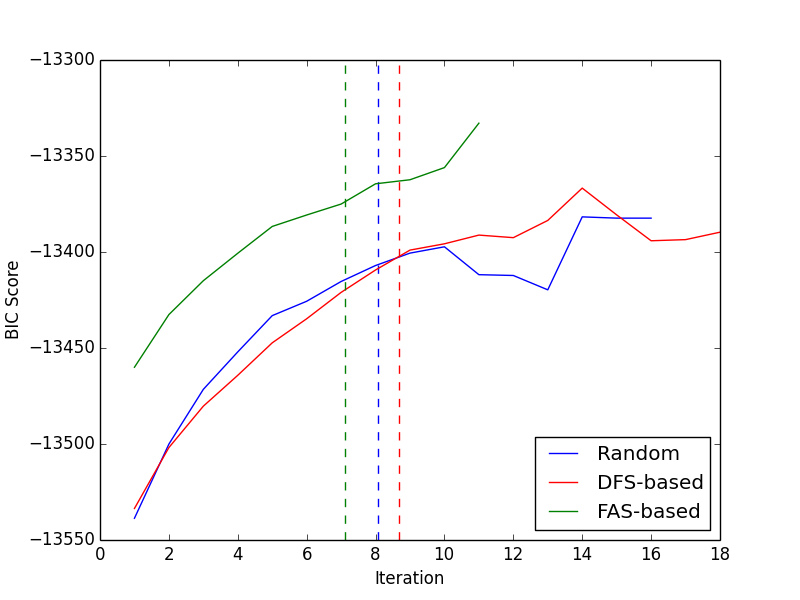 −13300
−13350
−13400
−13450
−13500
−13550
BIC Score
0 2 4 6 8 10 12 14 16 18
Iteration
Random
DFS-based
FAS-based